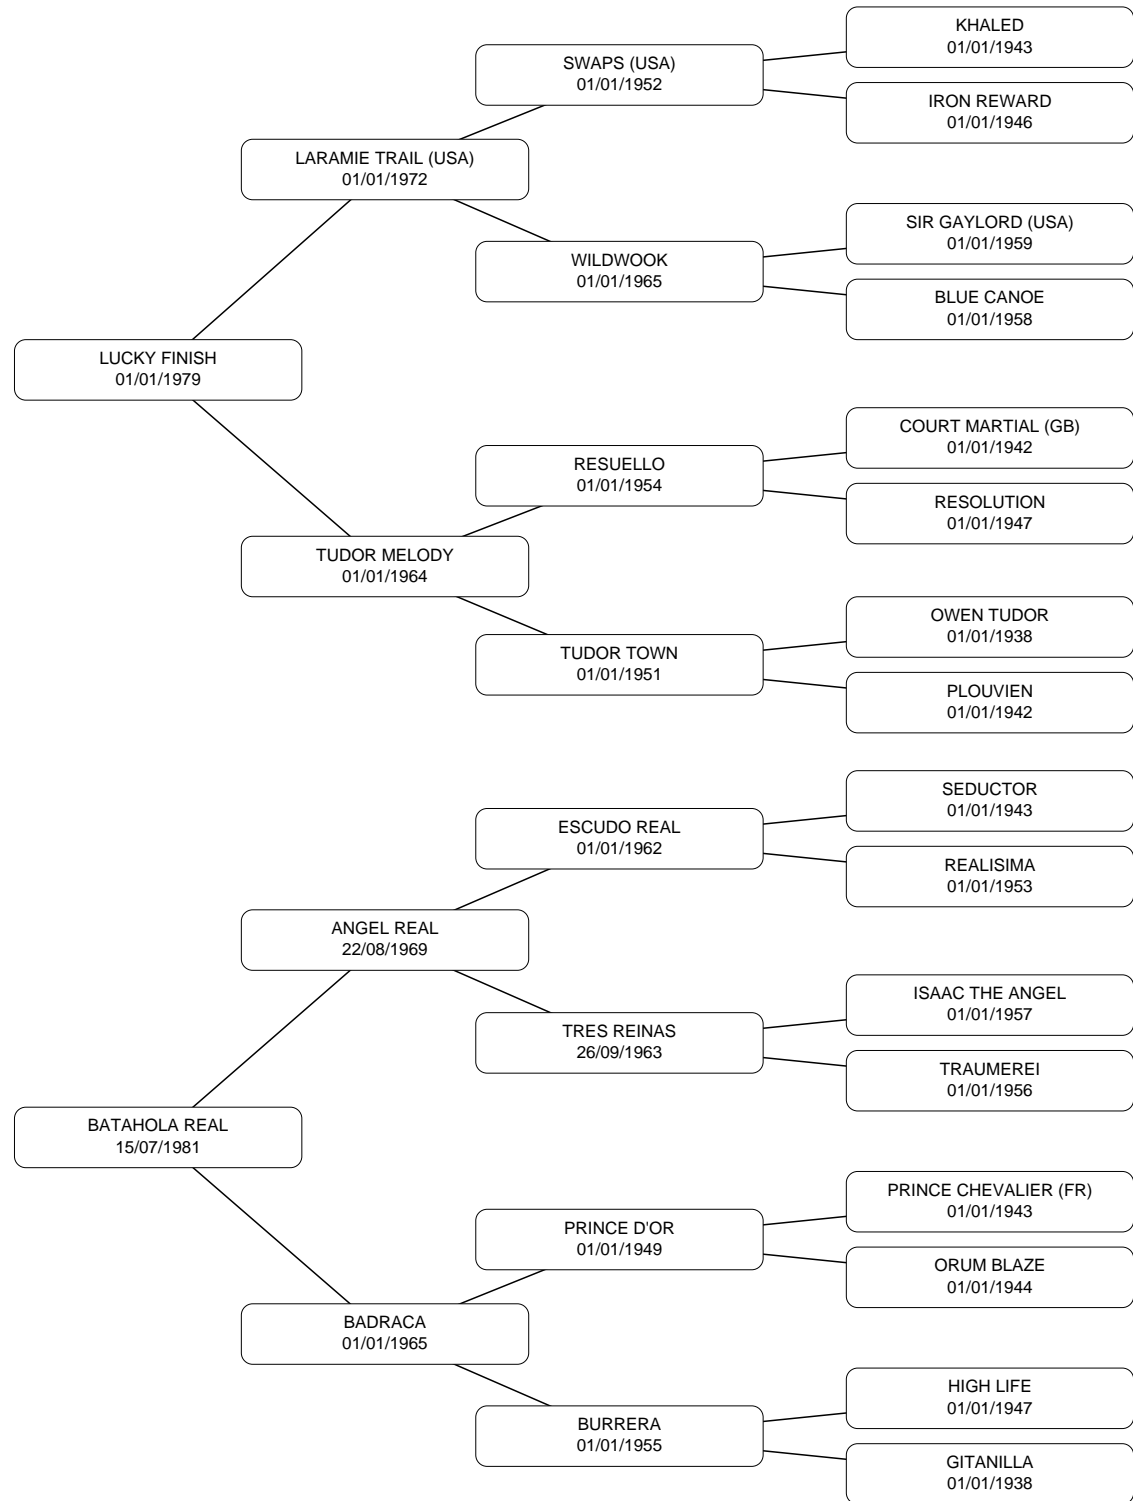 KHALED
01/01/1943
SWAPS (USA)
01/01/1952
IRON REWARD
01/01/1946
LARAMIE TRAIL (USA)
01/01/1972
SIR GAYLORD (USA)
01/01/1959
WILDWOOK
01/01/1965
BLUE CANOE
01/01/1958
LUCKY FINISH
01/01/1979
COURT MARTIAL (GB)
01/01/1942
RESUELLO
01/01/1954
RESOLUTION
01/01/1947
TUDOR MELODY
01/01/1964
OWEN TUDOR
01/01/1938
TUDOR TOWN
01/01/1951
PLOUVIEN
01/01/1942
SEDUCTOR
01/01/1943
ESCUDO REAL
01/01/1962
REALISIMA
01/01/1953
ANGEL REAL
22/08/1969
ISAAC THE ANGEL
01/01/1957
TRES REINAS
26/09/1963
TRAUMEREI
01/01/1956
BATAHOLA REAL
15/07/1981
PRINCE CHEVALIER (FR)
01/01/1943
PRINCE D'OR
01/01/1949
ORUM BLAZE
01/01/1944
BADRACA
01/01/1965
HIGH LIFE
01/01/1947
BURRERA
01/01/1955
GITANILLA
01/01/1938